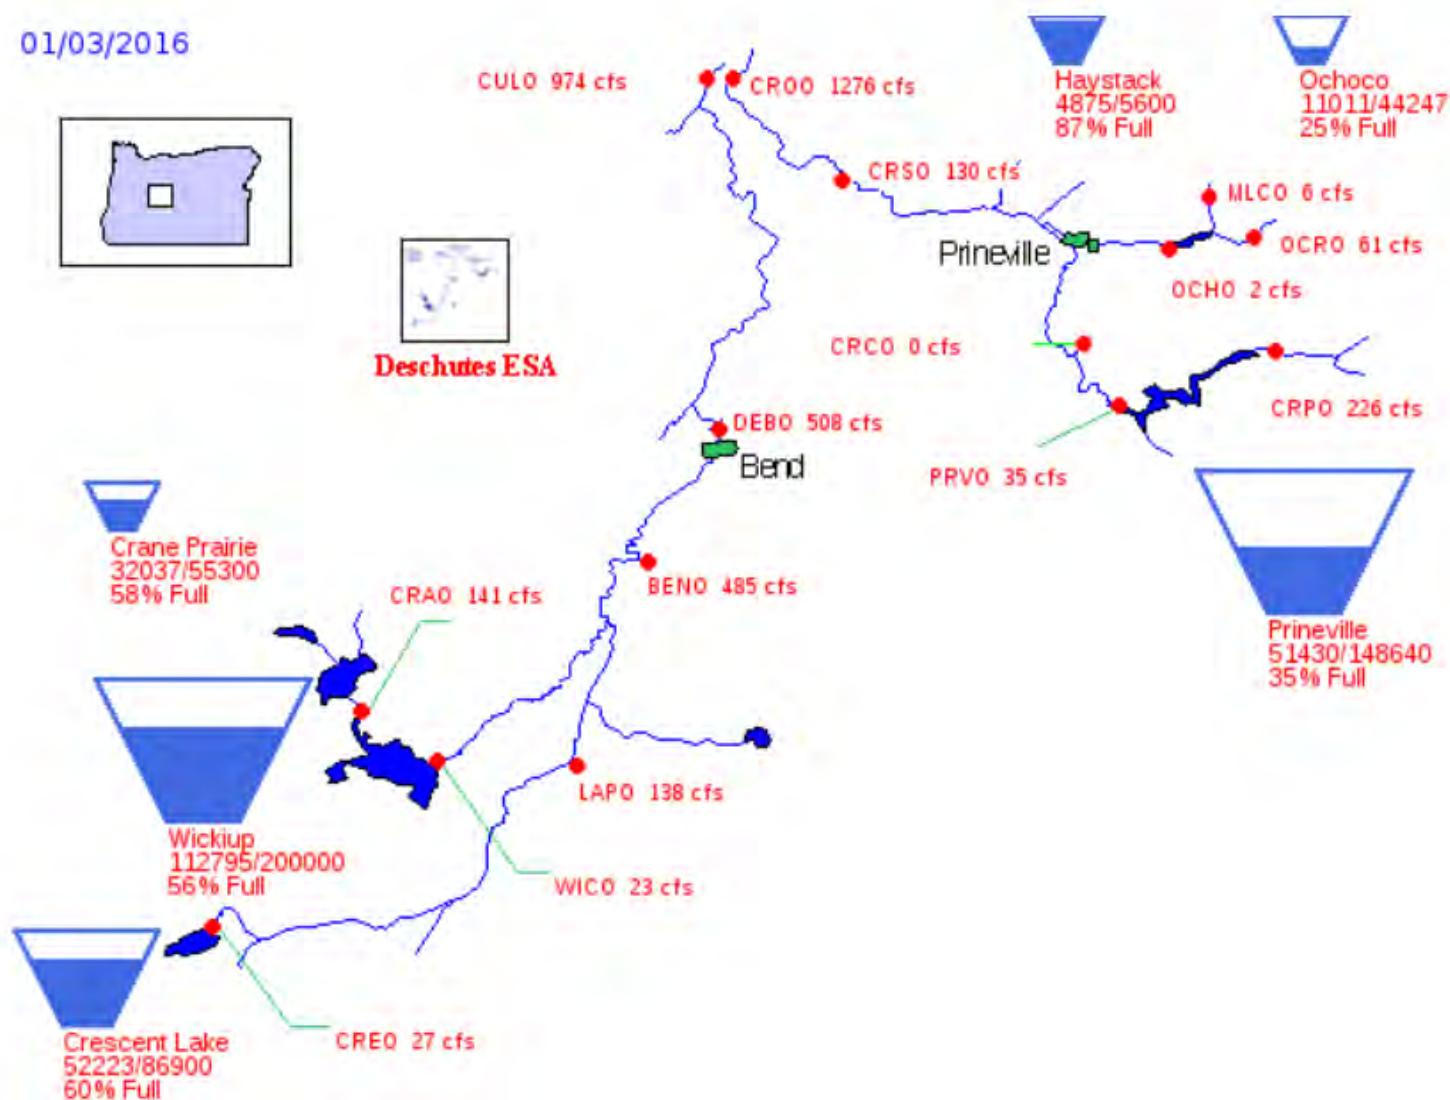 01/03/2016
CULO 974 cfs
CROO 1276 cfs
Haystack
4875/5600
87% Full
Ochoco
11011/44247
25% Full
CRSO 130 cfs
MLCO 6 cfs
OCRO 61 cfs
Prineville
OCHO 2 cfs
CRCO 0 cfs
Deschutes ESA
CRPO 226 cfs
DEBO 508 cfs
Bend
PRVO 35 cfs
Crane Prairie
32037/55300
58% Full
CRAO 141 cfs
BENO 485 cfs
Prineville
51430/148640
35% Full
LAPO 138 cfs
Wickiup
112795/200000
56% Full
WICO 23 cfs
CREO 27 cfs
Crescent Lake
52223/86900
60% Full